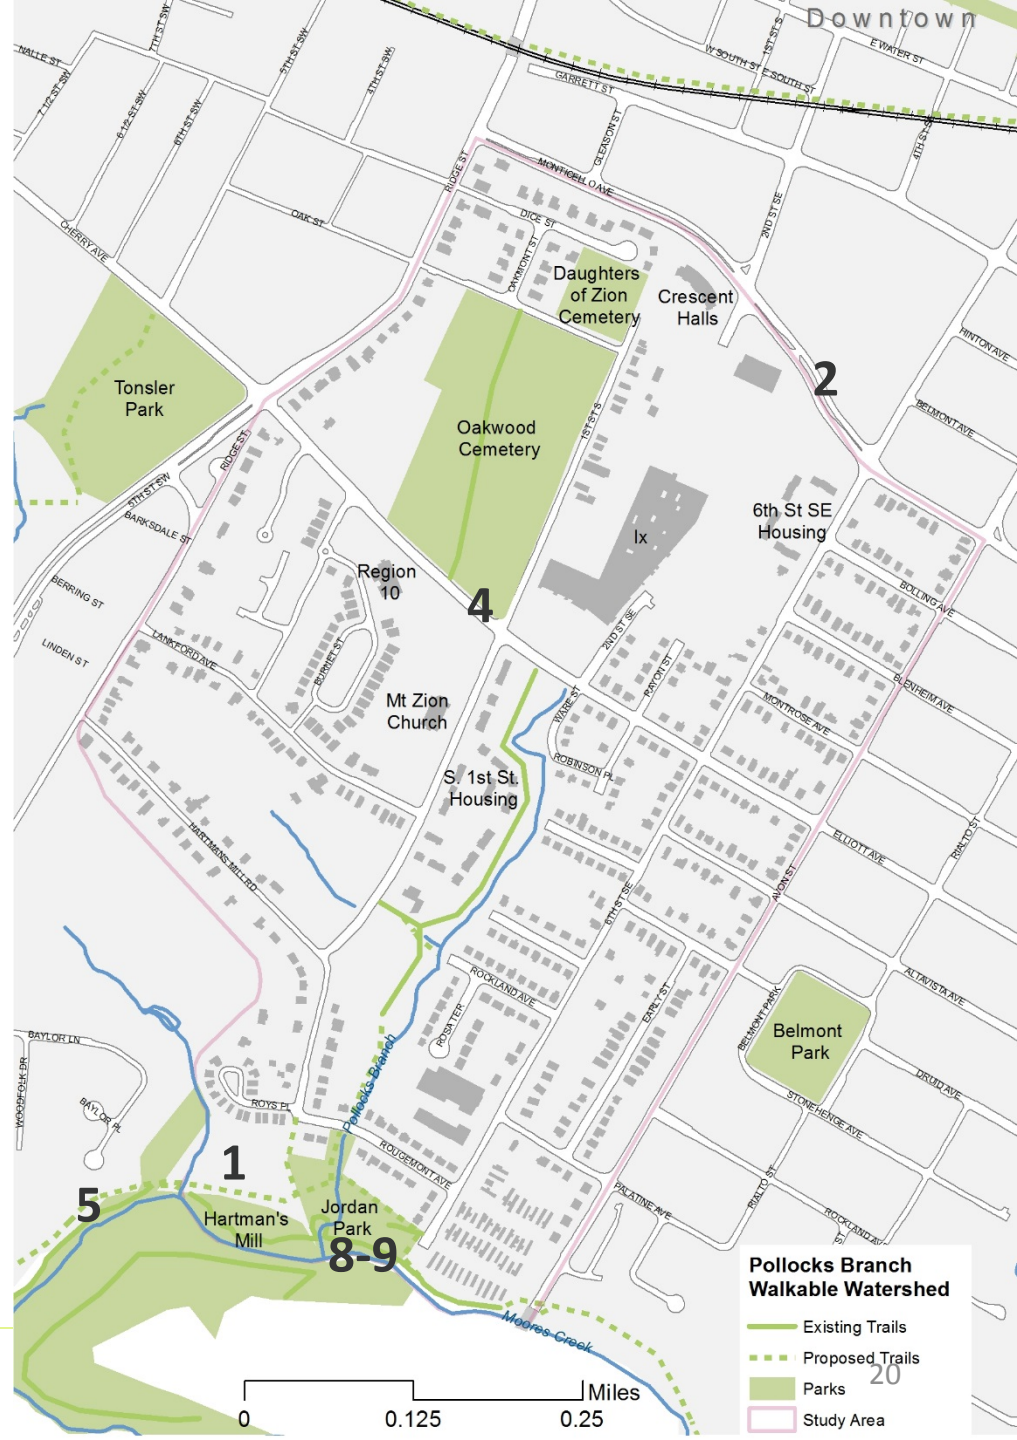 Downtown
NALLE ST
7TH ST SW
7 1/2 ST SW
6 1/2 ST SW
6TH ST SW
5TH ST SW
4TH ST SW
W SOUTH ST
E SOUTH ST
1ST ST S
E WATER ST
GARRETT ST
GLEASON ST
4TH ST SE
RIDGE ST
MONTICELLO AVE
2ND ST SE
OAK ST
DICE ST
OAKMONT ST
CHERRY AVE
Daughters
of Zion
Cemetery
Crescent
Halls
HINTON AVE
Tonsler
Park
2
BELMONT AVE
Oakwood
Cemetery
1ST ST S
RIDGE ST
5TH ST SW
BARKSDALE ST
6th St SE
Housing
Ix
Region
10
BERRING ST
4
BOLLING AVE
LINDEN ST
LANKFORD AVE
BURNET ST
2ND ST SE
RAYON ST
BLENHEIM AVE
Mt Zion
Church
WARE ST
MONTROSE AVE
ROBINSON PL
S. 1st St.
Housing
HARTMANS MILL RD
ELLIOTT AVE
RIALTO ST
AVON ST
6TH ST SE
ROCKLAND AVE
ALTAVISTA AVE
EARLY ST
ROSA TER
BELMONT PARK
Belmont
Park
BAYLOR LN
WOODFOLK DR
BAYLOR PL
Pollocks Branch
DRUID AVE
STONEHENGE AVE
ROYS PL
ROUGEMONT AVE
1
5
Hartman's
Mill
Jordan
Park
8-9
PALATINE AVE
RIALTO ST
ROCKLAND AVE
Moores Creek
Pollocks Branch
Walkable Watershed
Existing Trails
Proposed Trails
20
Parks
Study Area
Miles
0
0.125
0.25